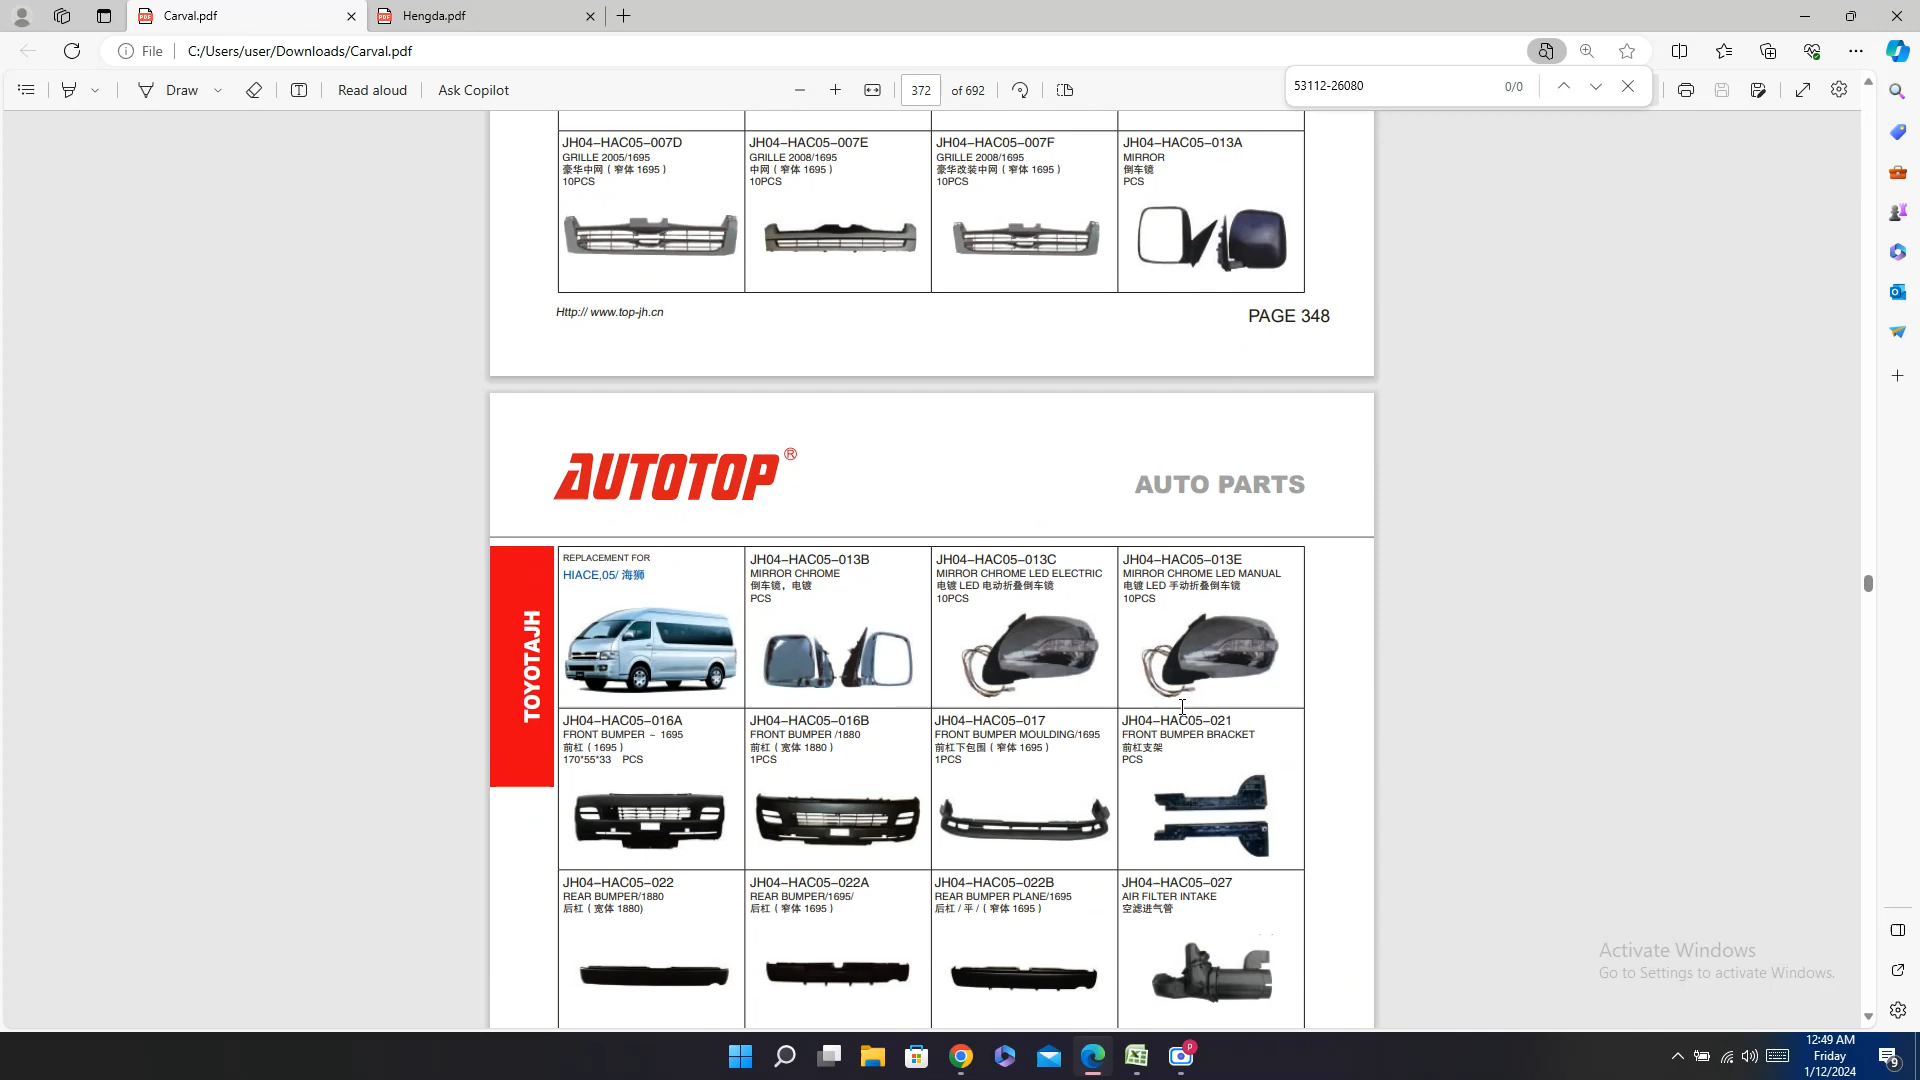 Carval.pdf
Hengda.pdf
File
C:/Users/user/Downloads/Carval.pdf
53112-26080
0/0
Draw
Read aloud
Ask Copilot
372
of 692
JH04-HAC05-007D
GRILLE 2005/1695
豪华中网 ( 窄体 1695 )
10PCS
JH04-HAC05-007E
GRILLE 2008/1695
中网 ( 窄体 1695 )
10PCS
JH04-HAC05-007F
GRILLE 2008/1695
豪华改装中网 ( 窄体 1695 )
10PCS
JH04-HAC05-013A
MIRROR
倒车镜
PCS
Http:// www.top-jh.cn
PAGE 348
AUTOTOP®
AUTO PARTS
TOYOTAJH
REPLACEMENT FOR
HIACE,05/ 海狮
JH04-HAC05-013B
MIRROR CHROME
倒车镜，电镀
PCS
JH04-HAC05-013C
MIRROR CHROME LED ELECTRIC
电镀 LED 电动折叠倒车镜
10PCS
JH04-HAC05-013E
MIRROR CHROME LED MANUAL
电镀 LED 手动折叠倒车镜
10PCS
JH04-HAC05-016A
FRONT BUMPER ~ 1695
前杠 ( 1695 )
170*55*33 PCS
JH04-HAC05-016B
FRONT BUMPER /1880
前杠 ( 宽体 1880 )
1PCS
JH04-HAC05-017
FRONT BUMPER MOULDING/1695
前杠下包围 ( 窄体 1695 )
1PCS
JH04-HAC05-021
FRONT BUMPER BRACKET
前杠支架
PCS
JH04-HAC05-022
REAR BUMPER/1880
后杠 ( 宽体 1880)
JH04-HAC05-022A
REAR BUMPER/1695/
后杠 ( 窄体 1695 )
JH04-HAC05-022B
REAR BUMPER PLANE/1695
后杠 / 平 / ( 窄体 1695 )
JH04-HAC05-027
AIR FILTER INTAKE
空滤进气管
Activate Windows
Go to Settings to activate Windows.
12:49 AM
Friday
1/12/2024
9